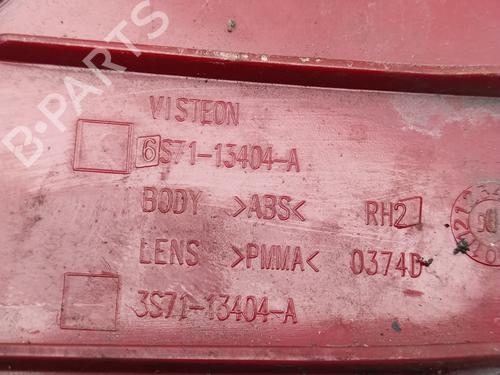 B-PARTS
VISTEON
6S71-13404-A
BODY >ABS< RH2
LENS >PMMA< 0374D
3S71-13404-A